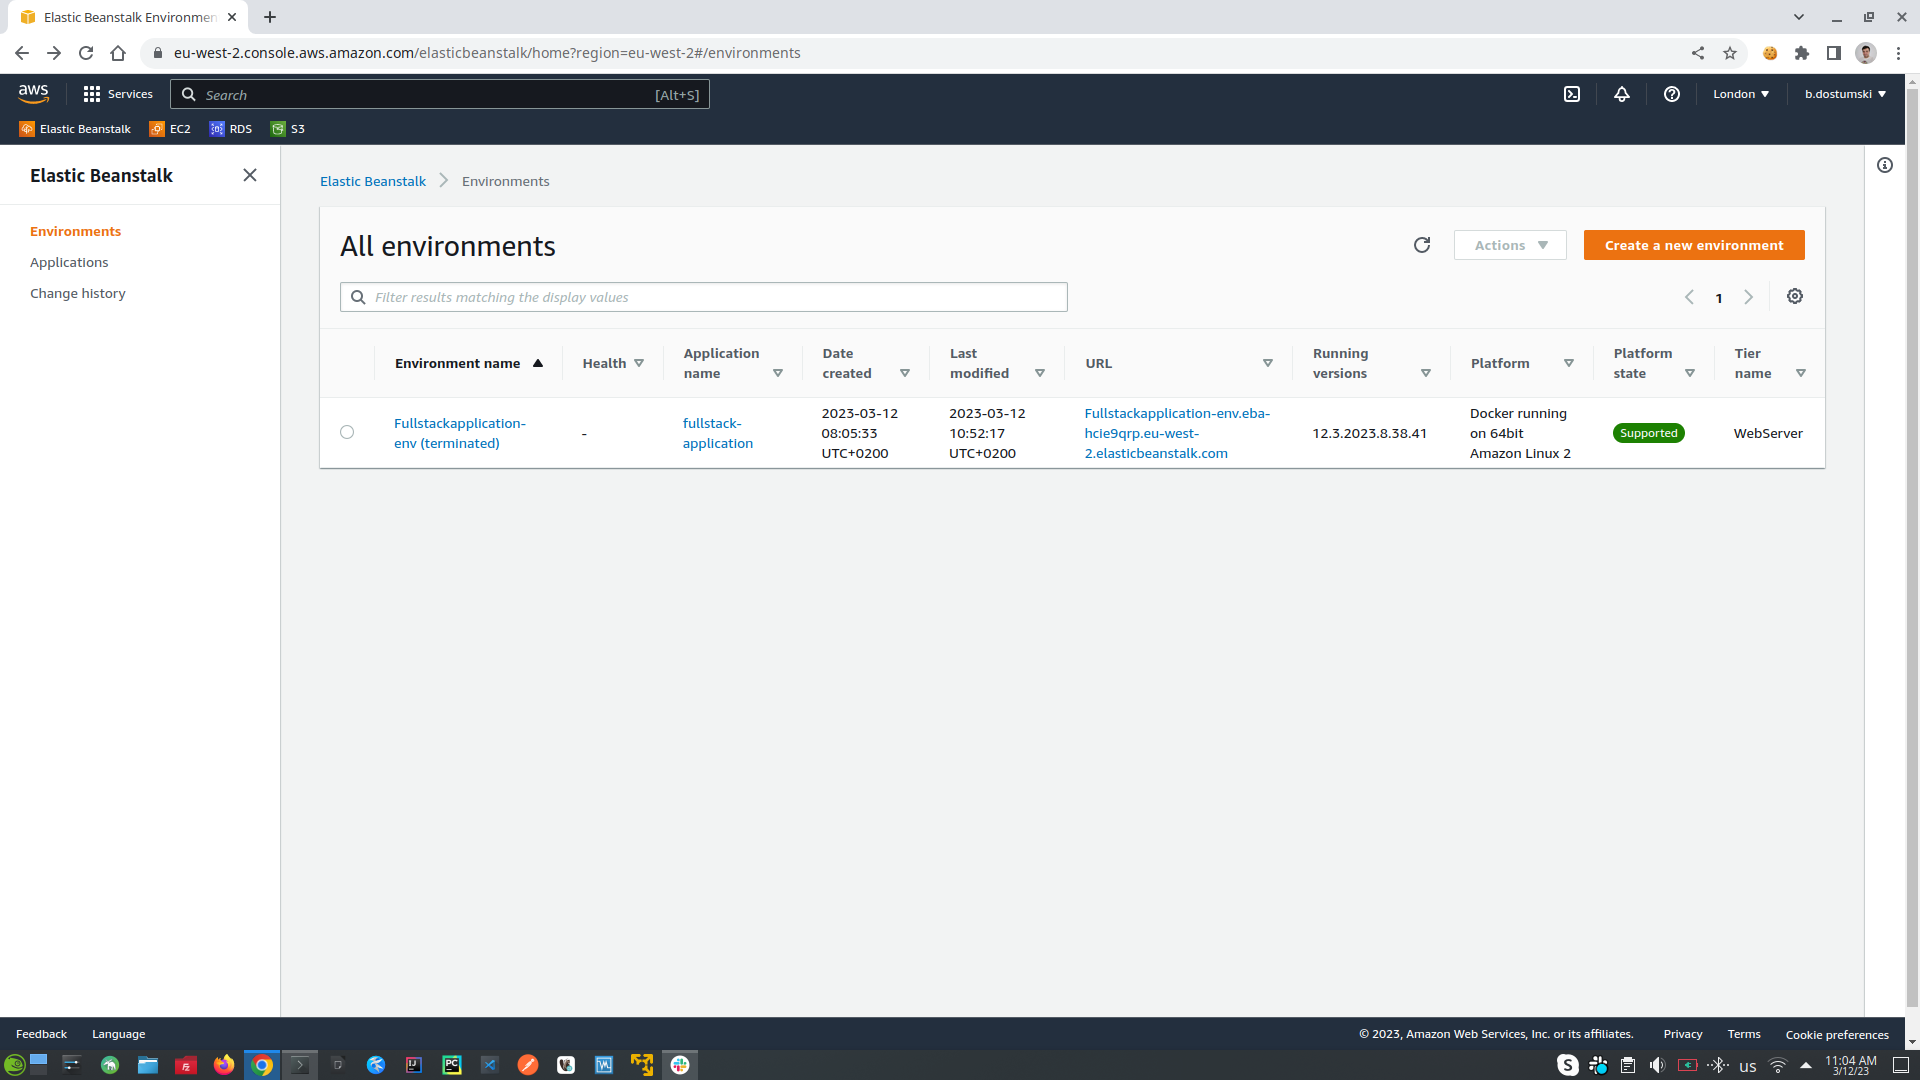 Elastic Beanstalk Environmen
eu-west-2.console.aws.amazon.com/elasticbeanstalk/home?region=eu-west-2#/environments
aws
Services
Search
[Alt+S]
London
b.dostumski
Elastic Beanstalk
EC2
RDS
S3
Elastic Beanstalk
Environments
Applications
Change history
Elastic Beanstalk
Environments
All environments
Actions
Create a new environment
Filter results matching the display values
1
Environment name
Health
Application
name
Date
created
Last
modified
URL
Running
versions
Platform
Platform
state
Tier
name
Fullstackapplication-
env (terminated)
-
fullstack-
application
2023-03-12
08:05:33
UTC+0200
2023-03-12
10:52:17
UTC+0200
Fullstackapplication-env.eba-
hcie9qrp.eu-west-
2.elasticbeanstalk.com
12.3.2023.8.38.41
Docker running
on 64bit
Amazon Linux 2
Supported
WebServer
Feedback
Language
© 2023, Amazon Web Services, Inc. or its affiliates.
Privacy
Terms
Cookie preferences
us
11:04 AM
3/12/23